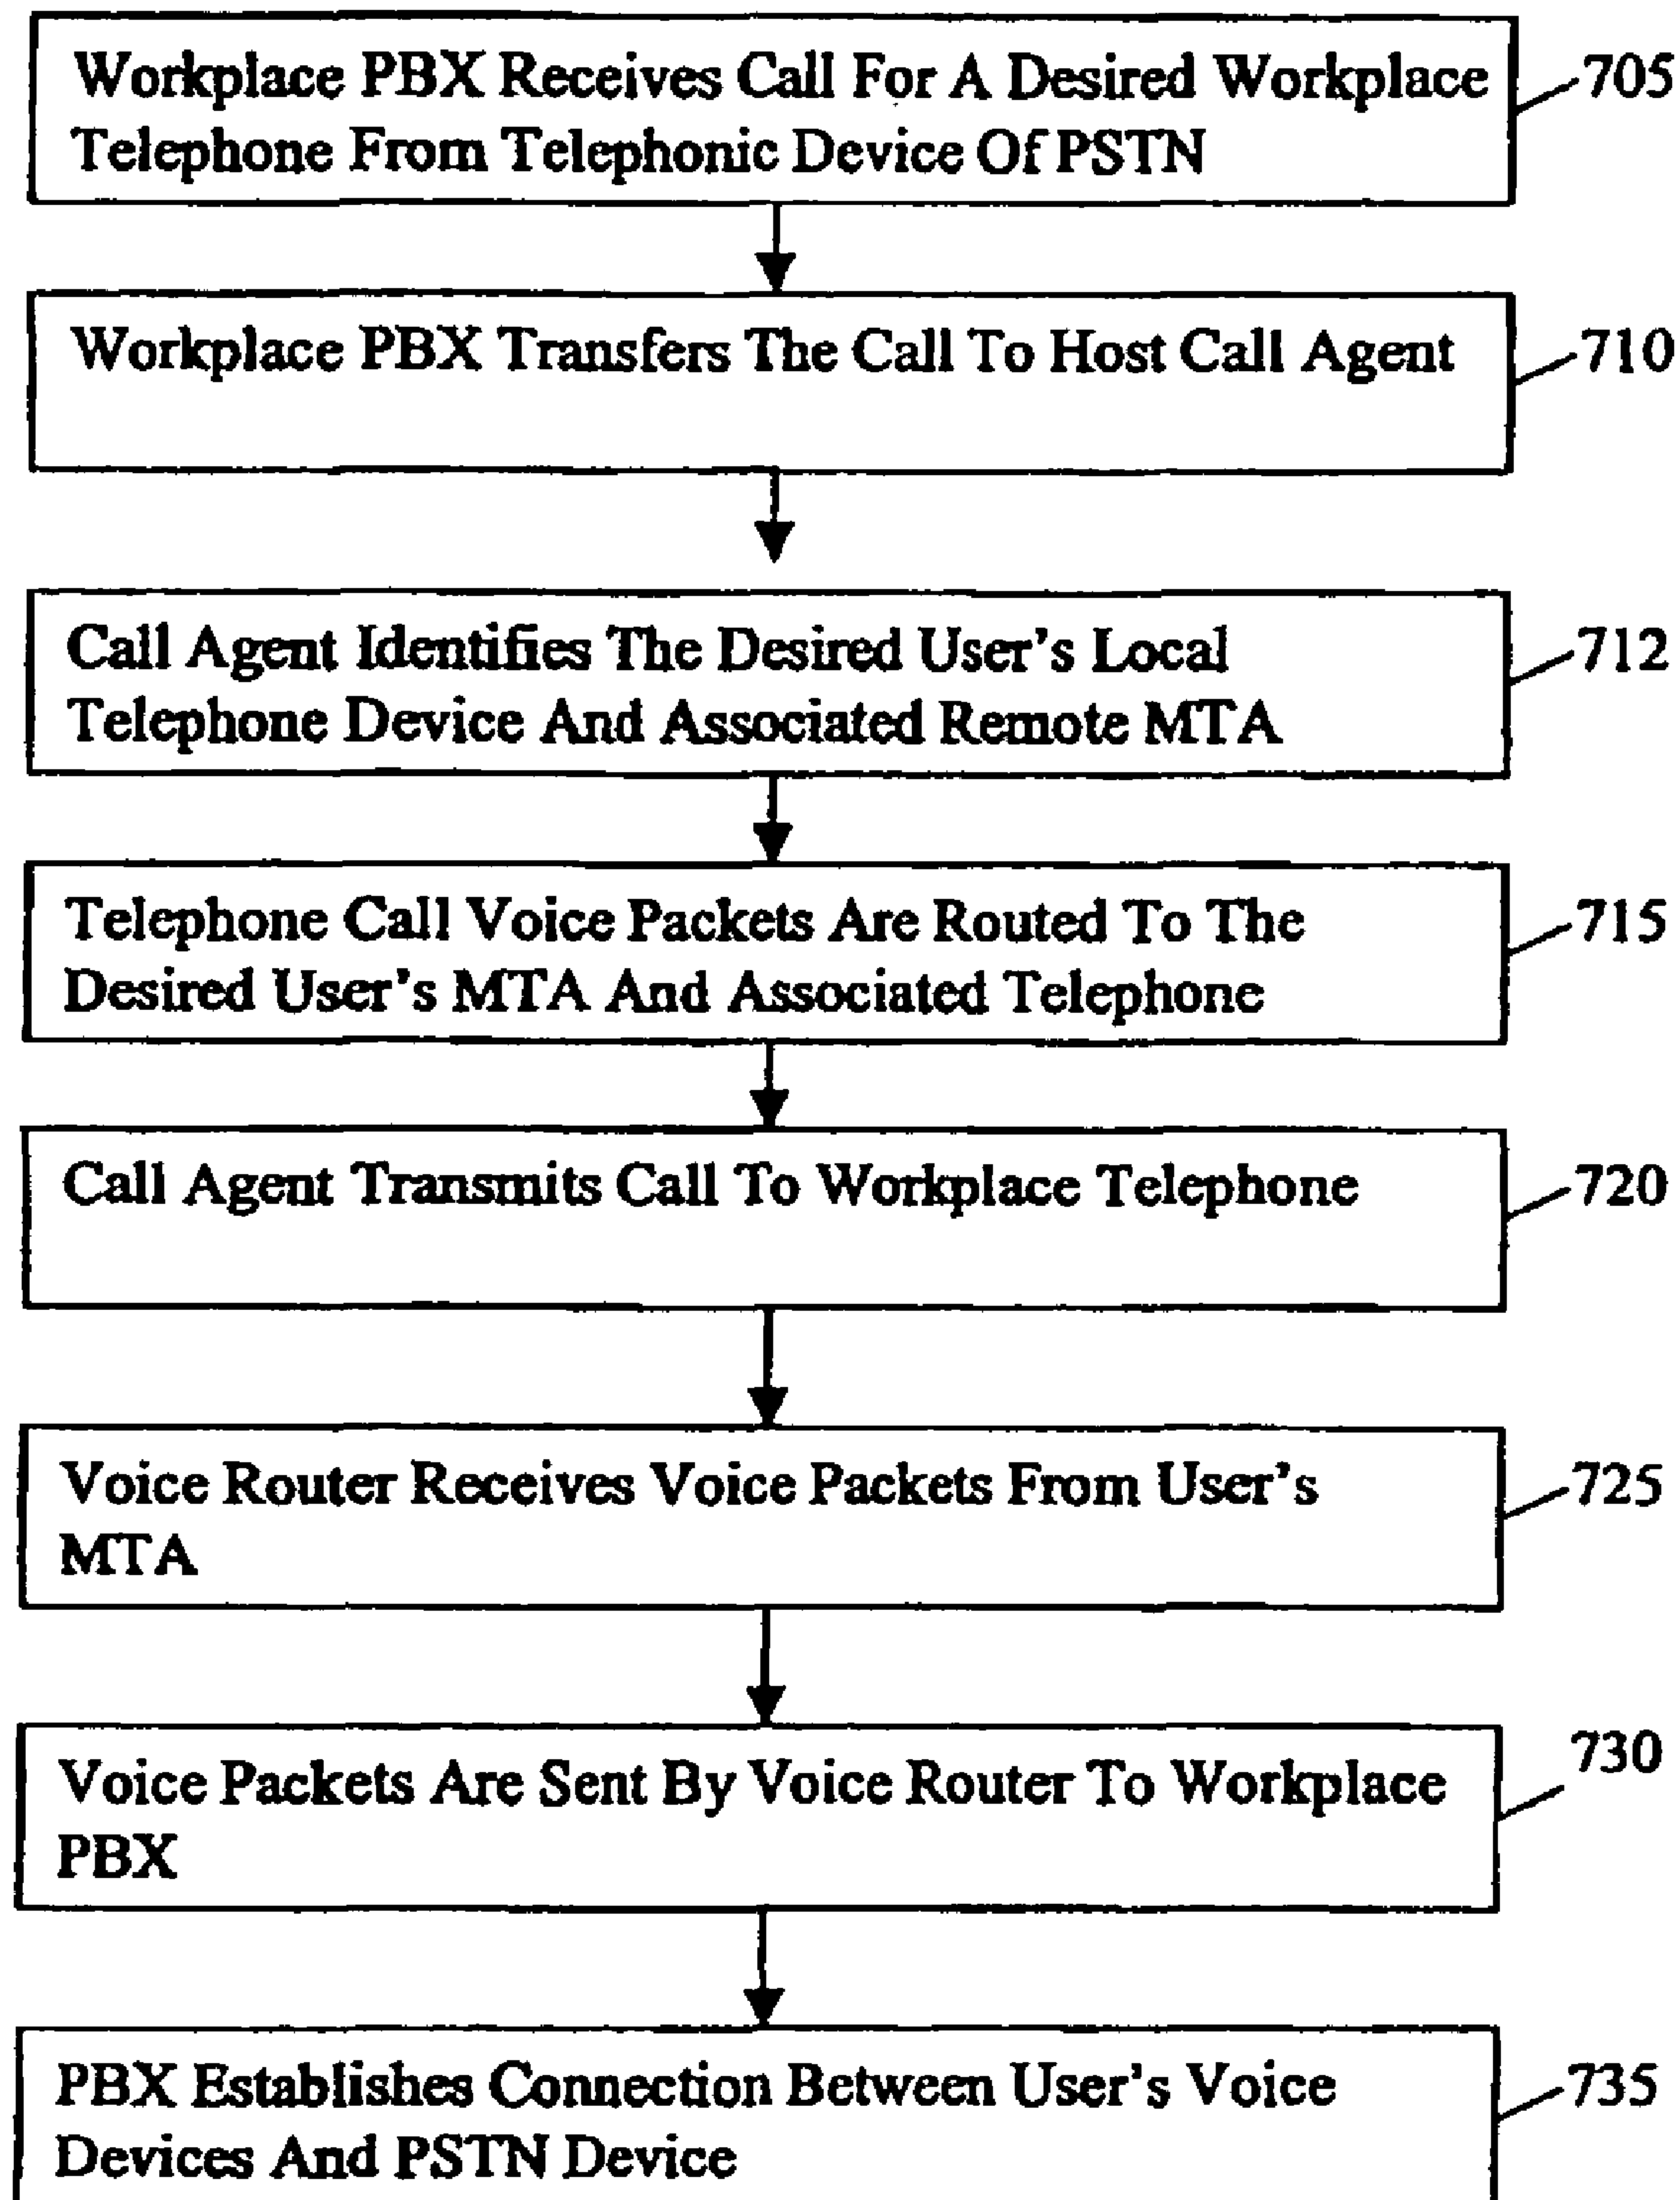 Workplace PBX Receives Call For A Desired Workplace
Telephone From Telephonic Device Of PSTN
705
Workplace PBX Transfers The Call To Host Call Agent
710
Call Agent Identifies The Desired User's Local
Telephone Device And Associated Remote MTA
712
Telephone Call Voice Packets Are Routed To The
Desired User's MTA And Associated Telephone
715
Call Agent Transmits Call To Workplace Telephone
720
Voice Router Receives Voice Packets From User's
MTA
725
Voice Packets Are Sent By Voice Router To Workplace
PBX
730
PBX Establishes Connection Between User's Voice
Devices And PSTN Device
735